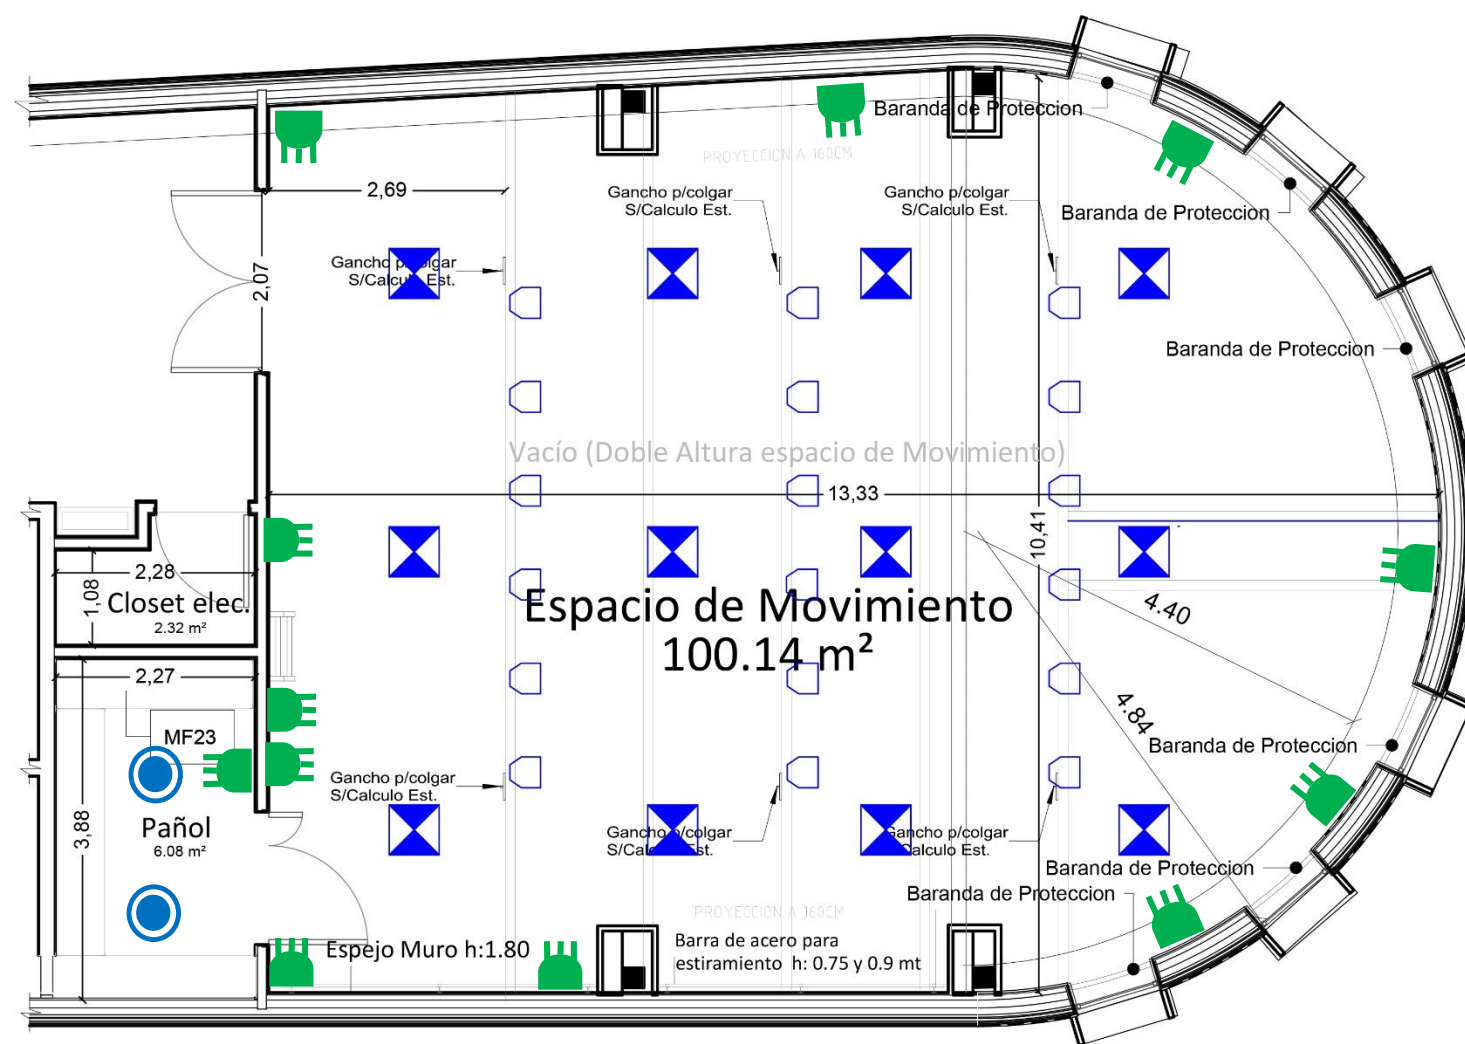 Baranda de Proteccion
PROYECCION A 160CM
2,69
Gancho p/colgar
S/Calculo Est.
Gancho p/colgar
S/Calculo Est.
Baranda de Proteccion
2,07
Gancho p/colgar
S/Calculo Est.
Baranda de Proteccion
Vacío (Doble Altura espacio de Movimiento)
13,33
10,41
2,28
1,08
Closet elec.
2.32 m²
Espacio de Movimiento
100.14 m²
4.40
2,27
4.84
MF23
Baranda de Proteccion
Gancho p/colgar
S/Calculo Est.
3,88
Pañol
6.08 m²
Gancho p/colgar
S/Calculo Est.
Gancho p/colgar
Calculo Est.
Baranda de Proteccion
Baranda de Proteccion
PROYECCION A 160CM
Espejo Muro h:1.80
Barra de acero para
estiramiento h: 0.75 y 0.9 mt